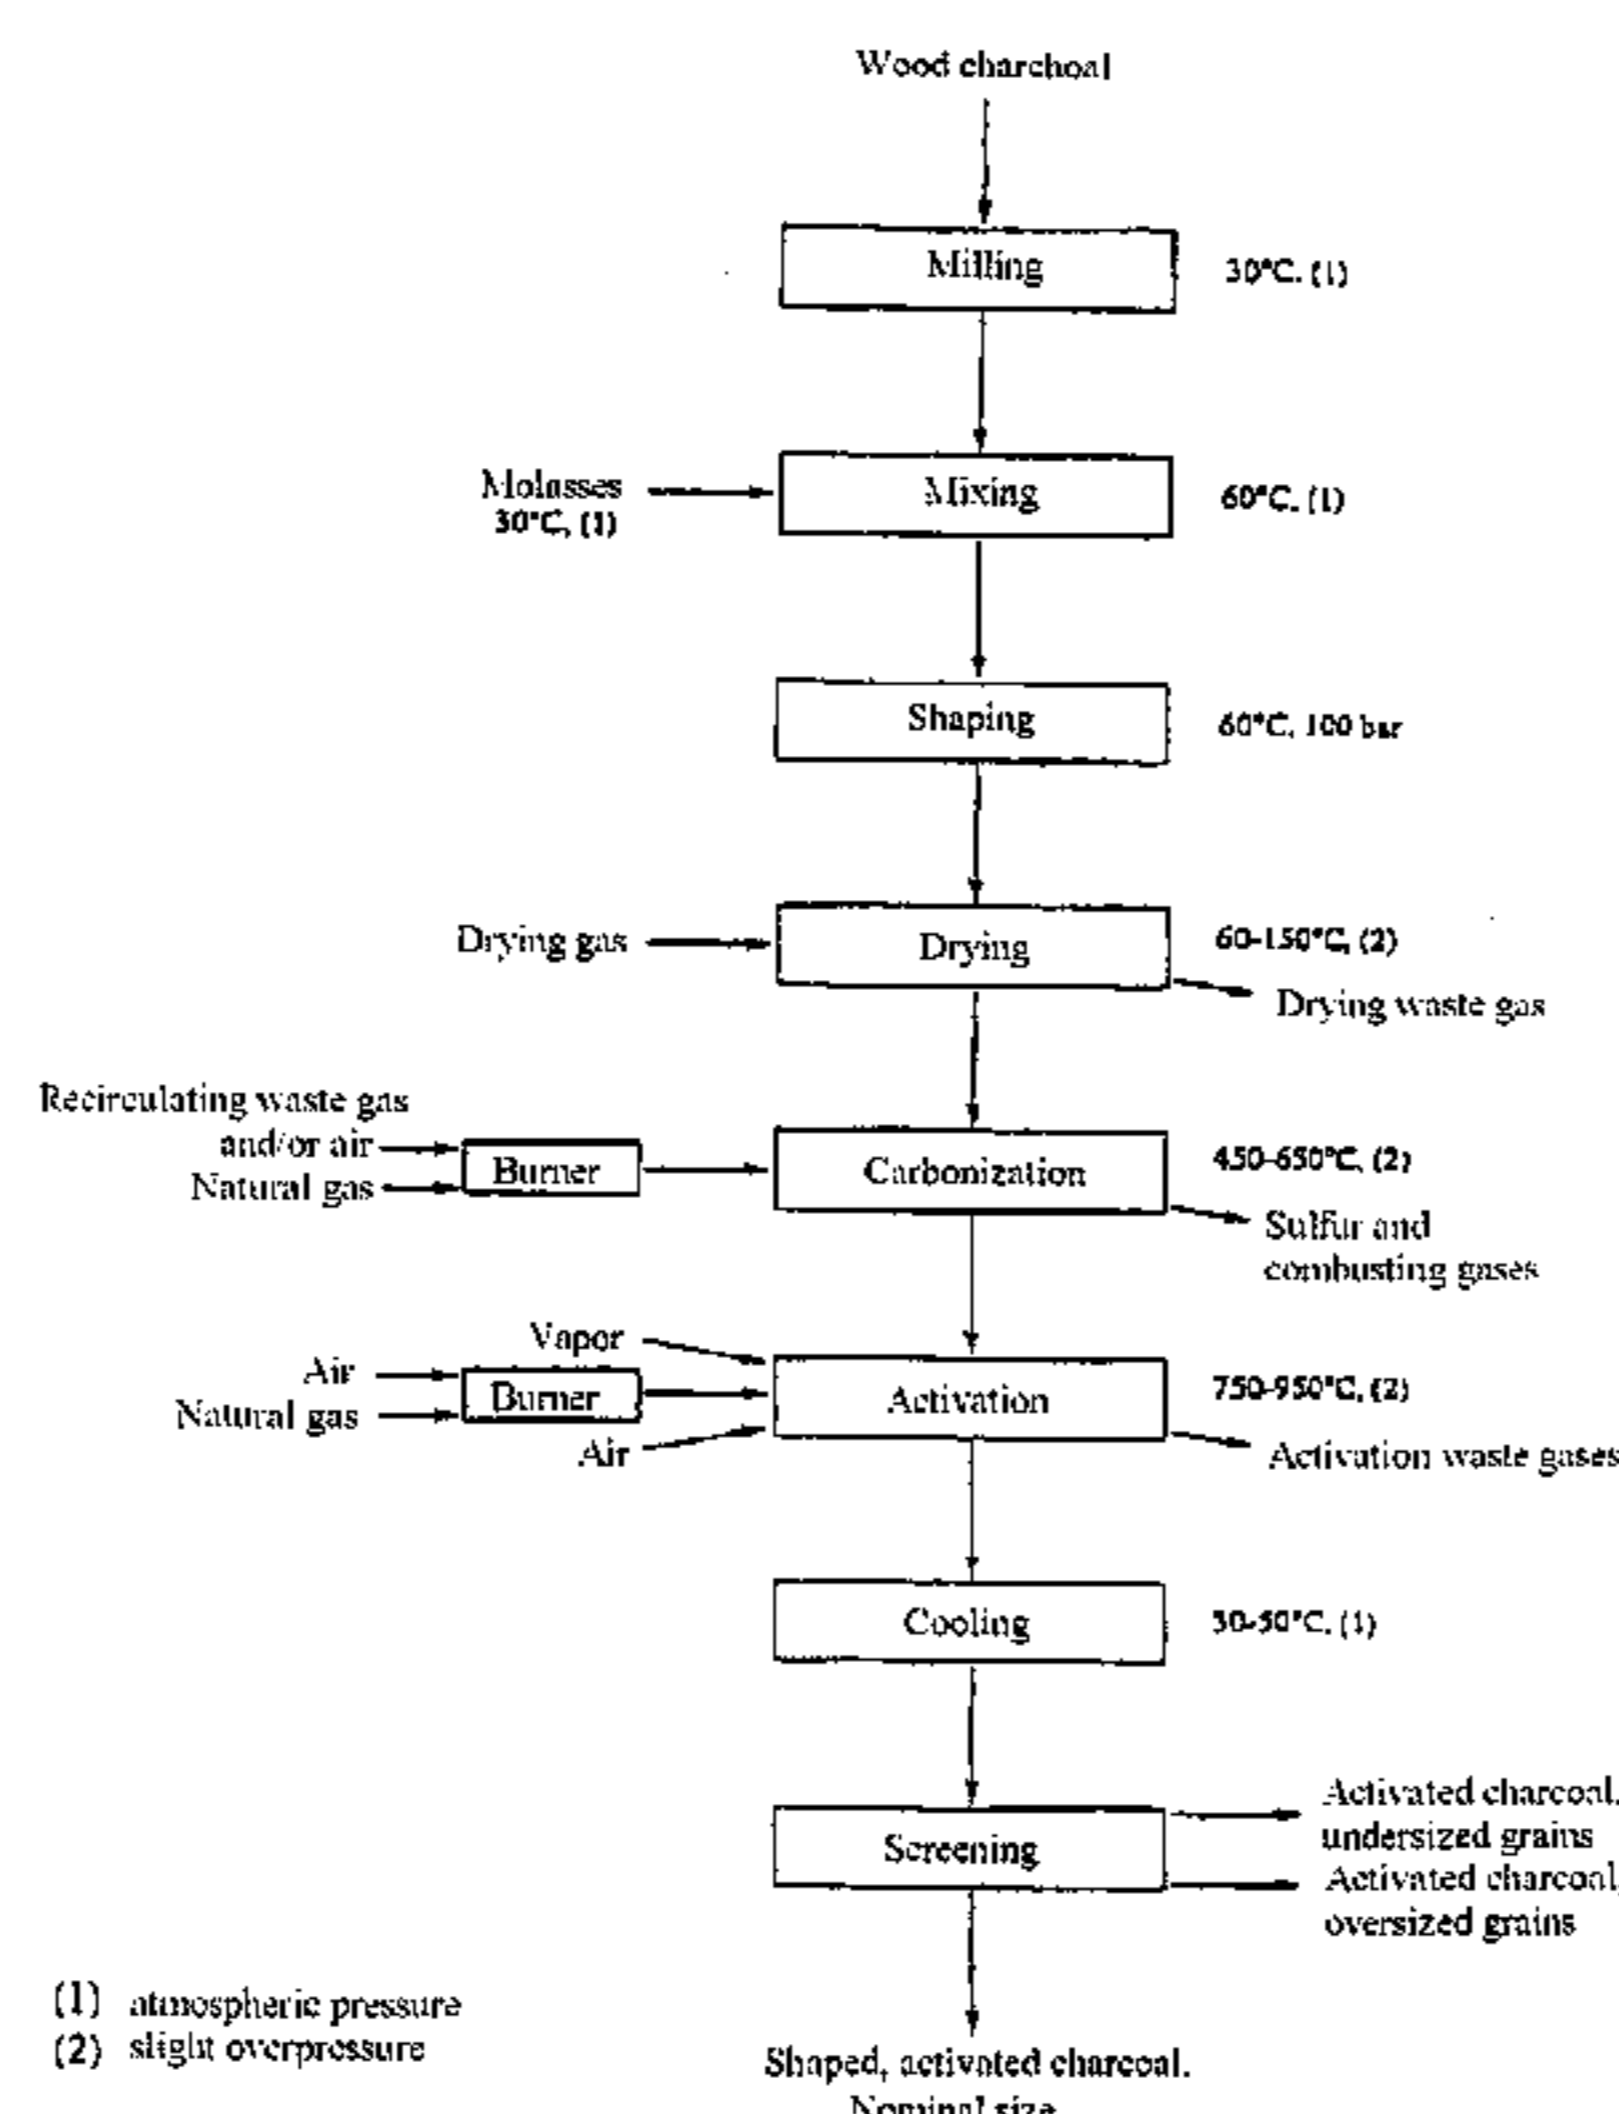 Wood charchoal
Milling
30°C. (1)
Molasses
30°C, (1)
Mixing
60°C. (1)
Shaping
60°C. 100 bar
Drying gas
Drying
60-150°C, (2)
Drying waste gas
Recirculating waste gas
and/or air
Natural gas
Burner
Carbonization
450-650°C, (2)
Sulfur and
combusting gases
Vapor
Air
Natural gas
Burner
Air
Activation
750-950°C, (2)
Activation waste gases
Cooling
30-50°C. (1)
Screening
Activated charcoal,
undersized grains
Activated charcoal,
oversized grains
(1) atmospheric pressure
(2) slight overpressure
Shaped, activated charcoal.
Nominal size